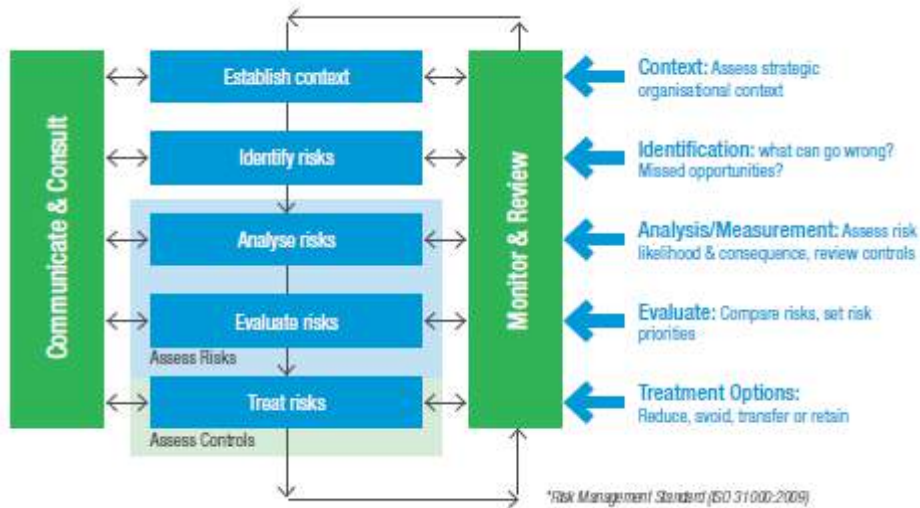 Communicate & Consult
Establish context
Identify risks
Analyse risks
Evaluate risks
Assess Risks
Treat risks
Assess Controls
Monitor & Review
Context: Assess strategic
organisational context
Identification: what can go wrong?
Missed opportunities?
Analysis/Measurement: Assess risk
likelihood & consequence, review controls
Evaluate: Compare risks, set risk
priorities
Treatment Options:
Reduce, avoid, transfer or retain
*Risk Management Standard (ISO 31000:2009)